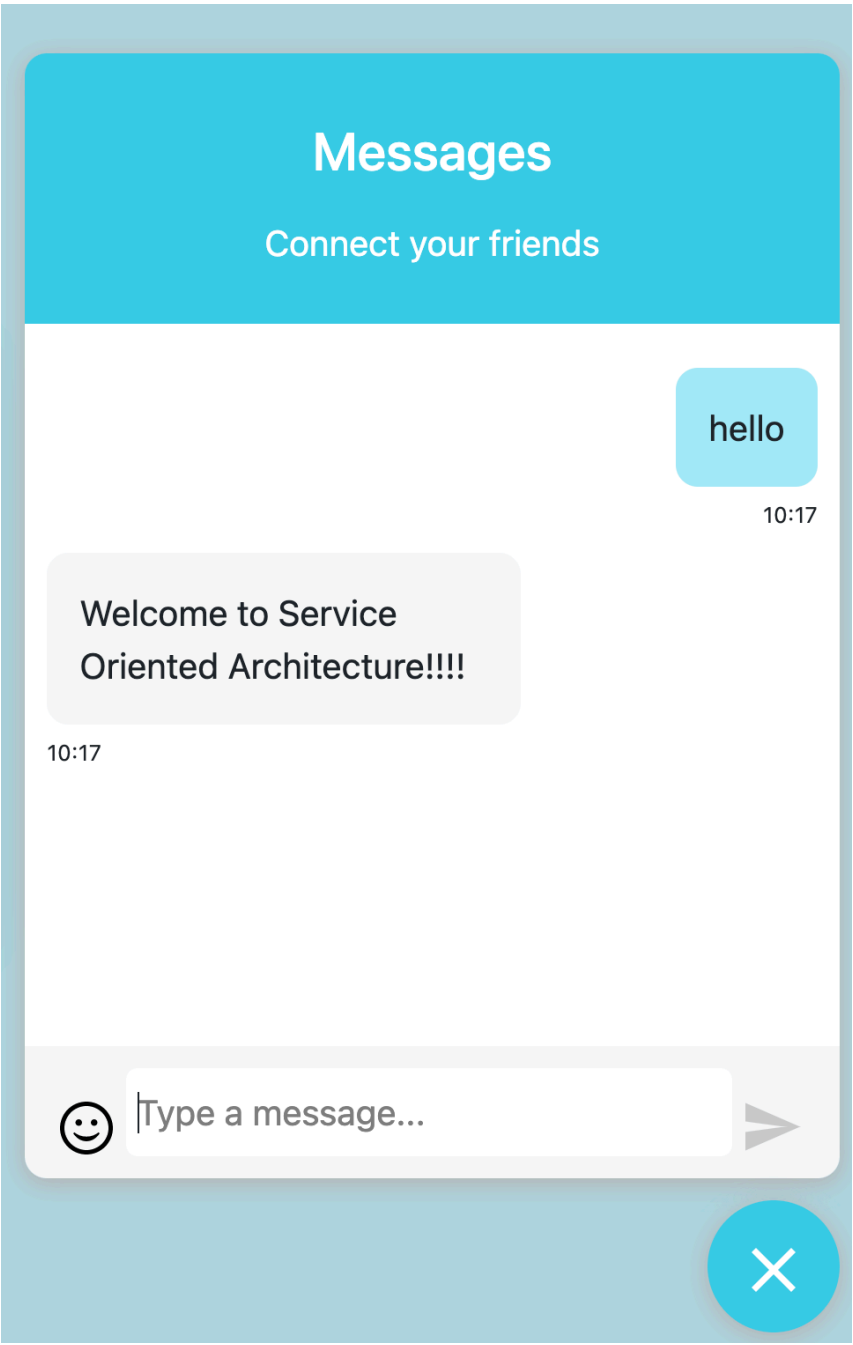 Messages
Connect your friends
hello
10:17
Welcome to Service
Oriented Architecture!!!!
10:17
Type a message...